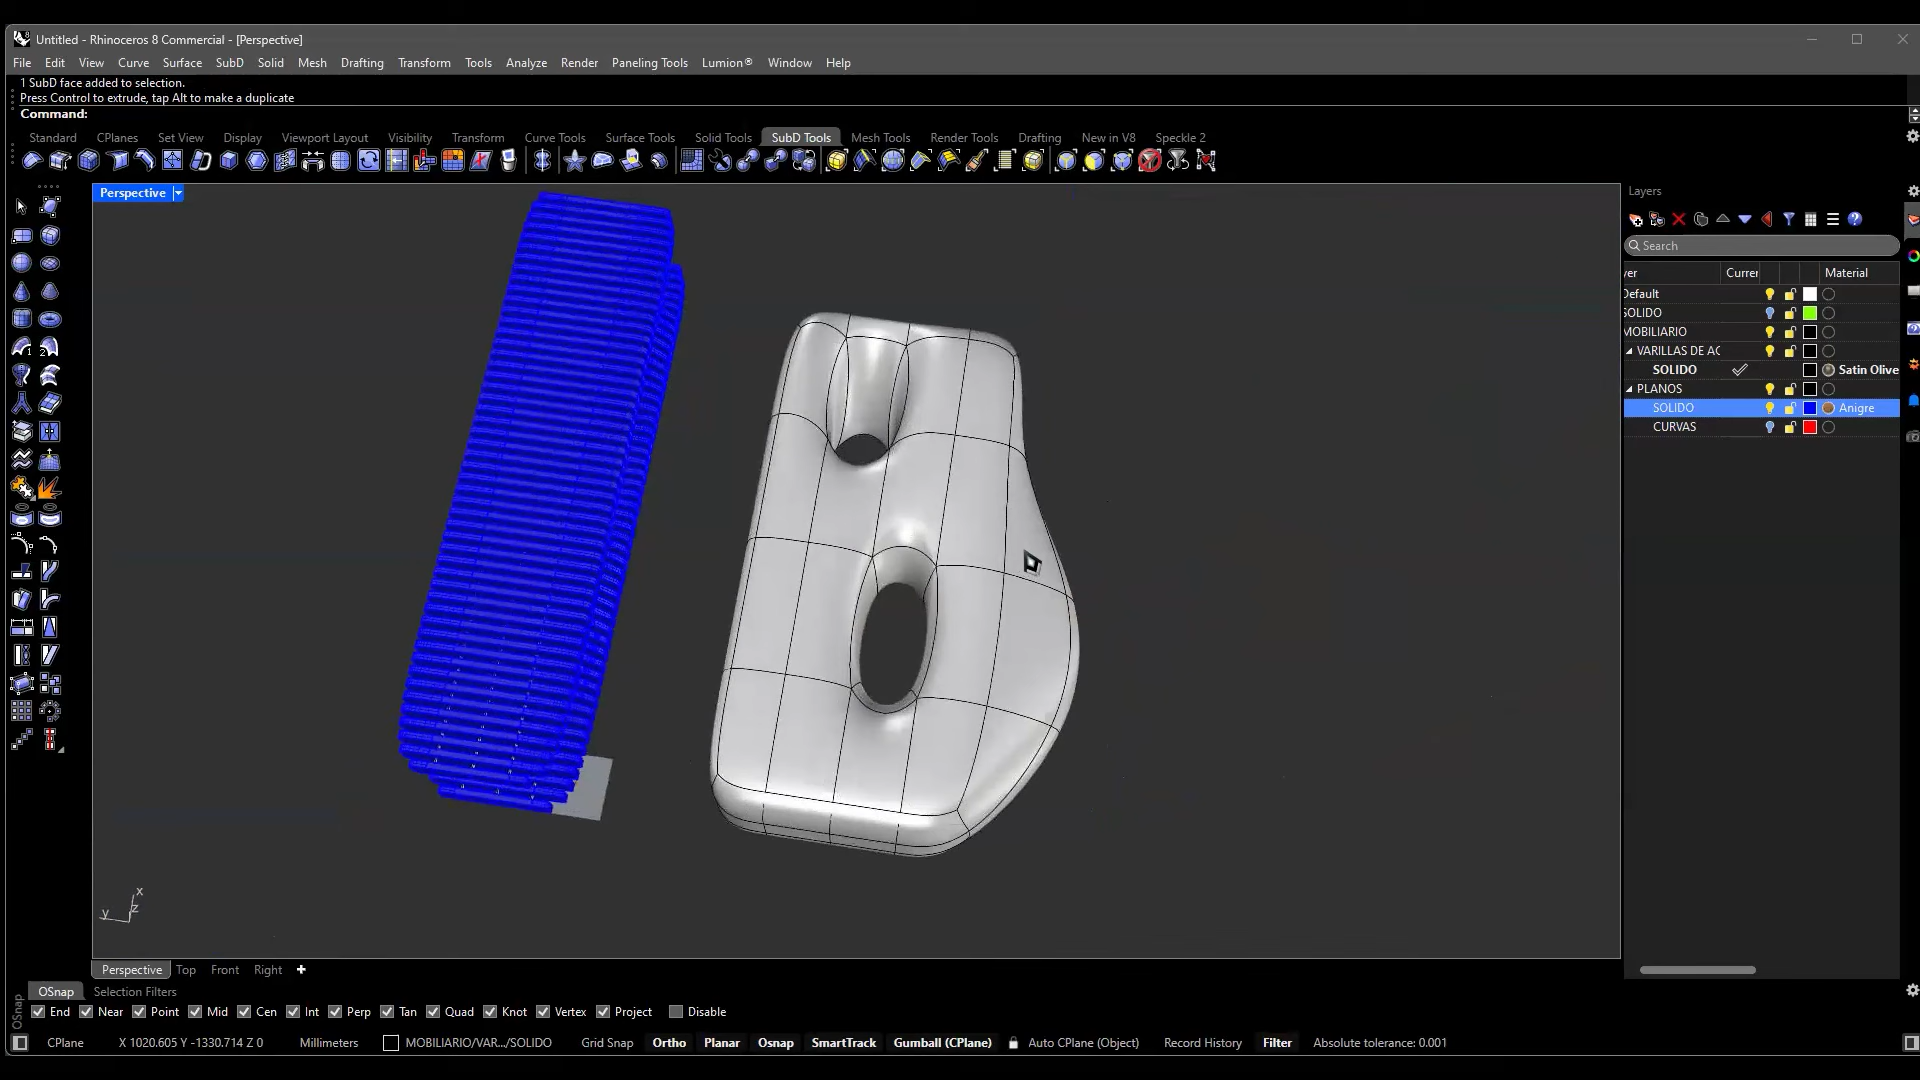 Untitled - Rhinoceros 8 Commercial - [Perspective]
File Edit View Curve Surface SubD Solid Mesh Drafting Transform Tools Analyze Render Paneling Tools Lumion® Window Help
1 SubD face added to selection.
Press Control to extrude, tap Alt to make a duplicate
Command:
Standard CPlanes Set View Display Viewport Layout Visibility Transform Curve Tools Surface Tools Solid Tools SubD Tools Mesh Tools Render Tools Drafting New in V8 Speckle 2
Perspective
Layers
Search
yer Currer Material
Default
SOLIDO
MOBILIARIO
VARILLAS DE AC
SOLIDO Satin Olive
PLANOS
SOLIDO Anigre
CURVAS
x
y z
Perspective Top Front Right
OSnap Selection Filters
OSnap
End Near Point Mid Cen Int Perp Tan Quad Knot Vertex Project Disable
CPlane X 1020.605 Y -1330.714 Z 0 Millimeters MOBILIARIO/VAR.../SOLIDO Grid Snap Ortho Planar Osnap SmartTrack Gumball (CPlane) Auto CPlane (Object) Record History Filter Absolute tolerance: 0.001